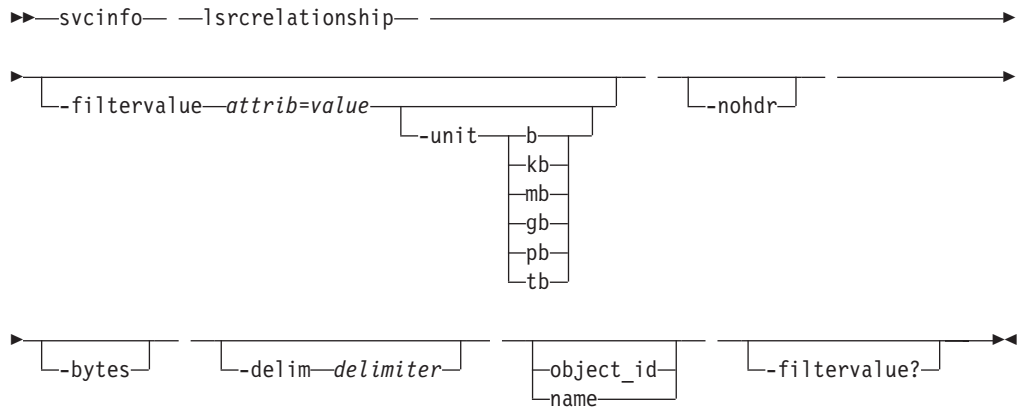 svcinfo lsrcrelationship
-filtervalue attrib=value -nohdr
-unit b
kb
mb
gb
pb
tb
-bytes -delim delimiter object_id -filtervalue?
name